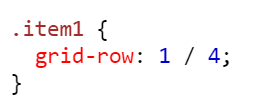 .item1 {
  grid-row: 1 / 4;
}